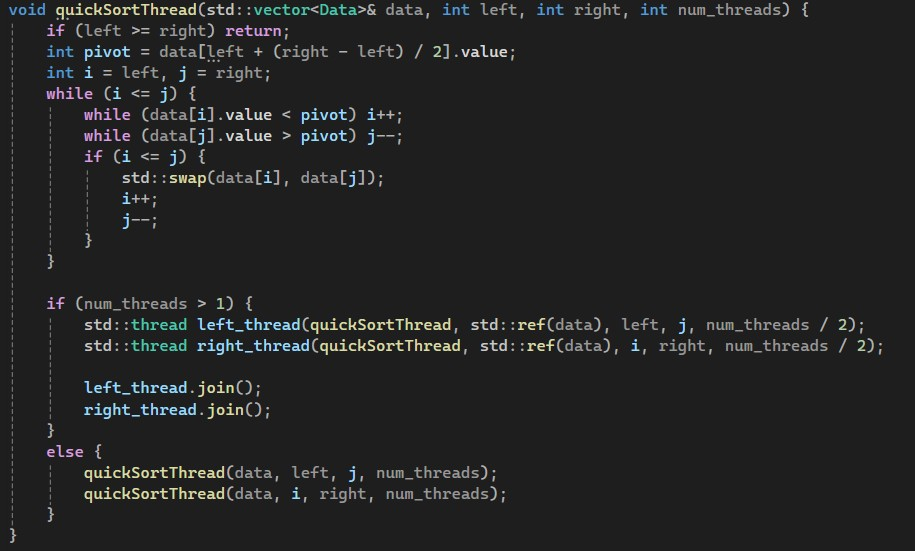 void quickSortThread(std::vector<Data>& data, int left, int right, int num_threads) {
    if (left >= right) return;
    int pivot = data[left + (right - left) / 2].value;
    int i = left, j = right;
    while (i <= j) {
        while (data[i].value < pivot) i++;
        while (data[j].value > pivot) j--;
        if (i <= j) {
            std::swap(data[i], data[j]);
            i++;
            j--;
        }
    }

    if (num_threads > 1) {
        std::thread left_thread(quickSortThread, std::ref(data), left, j, num_threads / 2);
        std::thread right_thread(quickSortThread, std::ref(data), i, right, num_threads / 2);

        left_thread.join();
        right_thread.join();
    }
    else {
        quickSortThread(data, left, j, num_threads);
        quickSortThread(data, i, right, num_threads);
    }
}